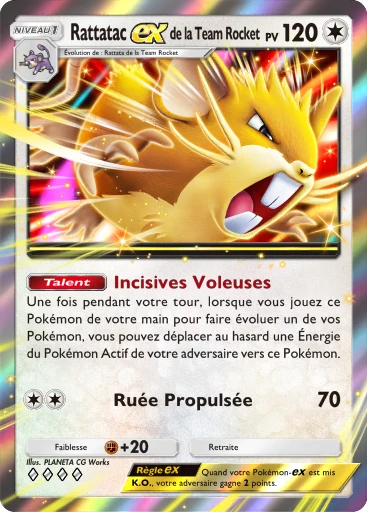 NIVEAU 1
Rattatac ex de la Team Rocket PV 120
Évolution de : Rattata de la Team Rocket
Talent Incisives Voleuses
Une fois pendant votre tour, lorsque vous jouez ce
Pokémon de votre main pour faire évoluer un de vos
Pokémon, vous pouvez déplacer au hasard une Énergie
du Pokémon Actif de votre adversaire vers ce Pokémon.
Ruée Propulsée 70
Faiblesse +20 Retraite
Illus. PLANETA CG Works
Règle ex Quand votre Pokémon-ex est mis
K.O., votre adversaire gagne 2 points.